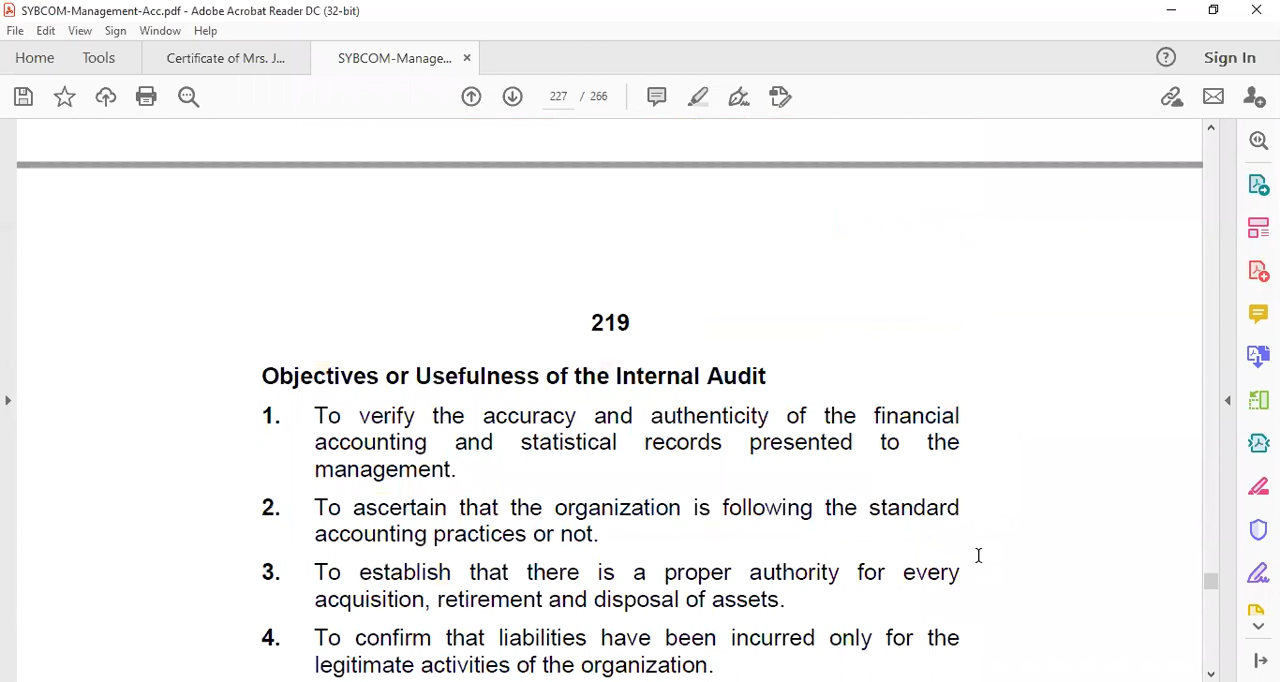 SYBCOM-Management-Acc.pdf - Adobe Acrobat Reader DC (32-bit)
File Edit View Sign Window Help
Home Tools Certificate of Mrs. J... SYBCOM-Manage... × Sign In
227 / 266
219
Objectives or Usefulness of the Internal Audit
1. To verify the accuracy and authenticity of the financial
accounting and statistical records presented to the
management.
2. To ascertain that the organization is following the standard
accounting practices or not.
3. To establish that there is a proper authority for every
acquisition, retirement and disposal of assets.
4. To confirm that liabilities have been incurred only for the
legitimate activities of the organization.